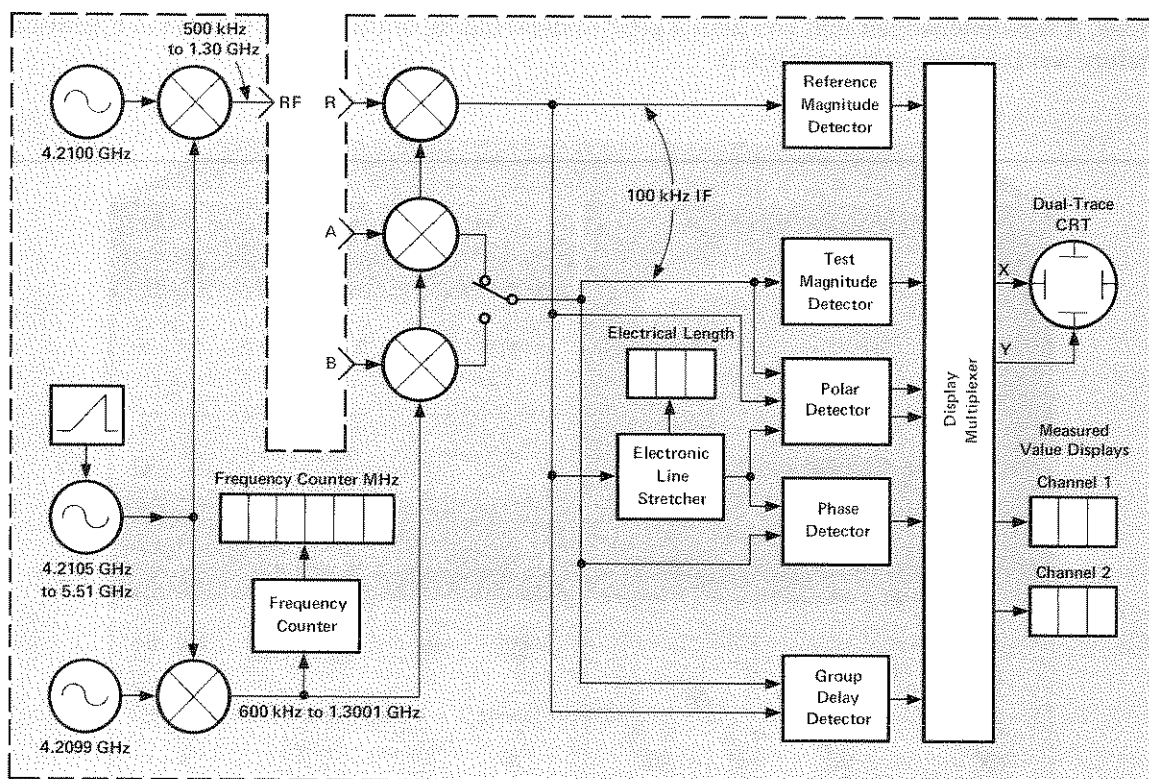 500 kHz
to 1.30 GHz
RF
R
4.2100 GHz
Reference
Magnitude
Detector
100 kHz IF
Dual-Trace
CRT
A
X
Test
Magnitude
Detector
Electrical Length
B
Y
Polar
Detector
Display
Multiplexer
Measured
Value Displays
Electronic
Line
Stretcher
Frequency Counter MHz
Channel 1
Phase
Detector
4.2105 GHz
to 5.51 GHz
Channel 2
Frequency
Counter
Group
Delay
Detector
600 kHz to 1.3001 GHz
4.2099 GHz